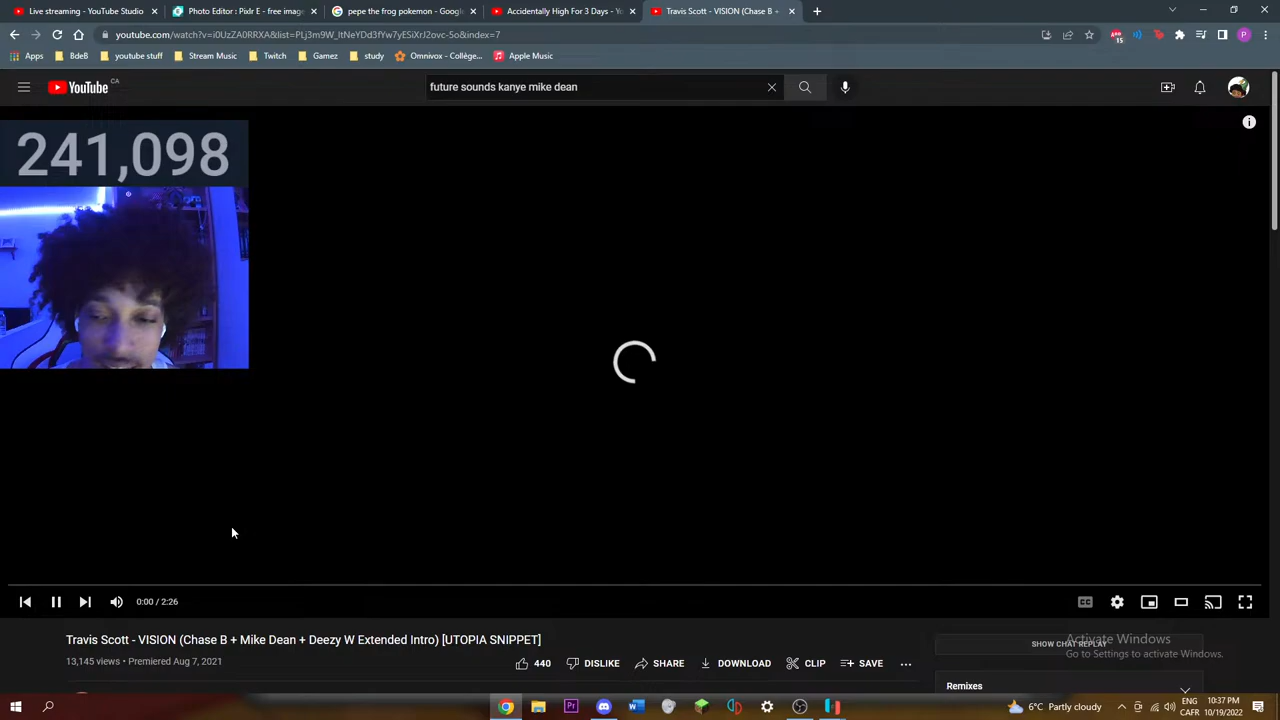 Live streaming - YouTube Studio
Photo Editor : Pixlr E - free image
pepe the frog pokemon - Google
Accidentally High For 3 Days - Yo
Travis Scott - VISION (Chase B +
youtube.com/watch?v=i0UzZA0RRXA&list=PLj3m9W_ItNeYDd3fYw7yESiXrJ2ovc-5o&index=7
15
P
Apps
BdeB
youtube stuff
Stream Music
Twitch
Gamez
study
Omnivox - Collège...
Apple Music
YouTube CA
future sounds kanye mike dean
241,098
0:00 / 2:26
CC
Travis Scott - VISION (Chase B + Mike Dean + Deezy W Extended Intro) [UTOPIA SNIPPET]
13,145 views • Premiered Aug 7, 2021
440
DISLIKE
SHARE
DOWNLOAD
CLIP
SAVE
SHOW CHAT REPLAY
Activate Windows
Go to Settings to activate Windows.
Remixes
6°C Partly cloudy
CAFR
10:37 PM
10/19/2022